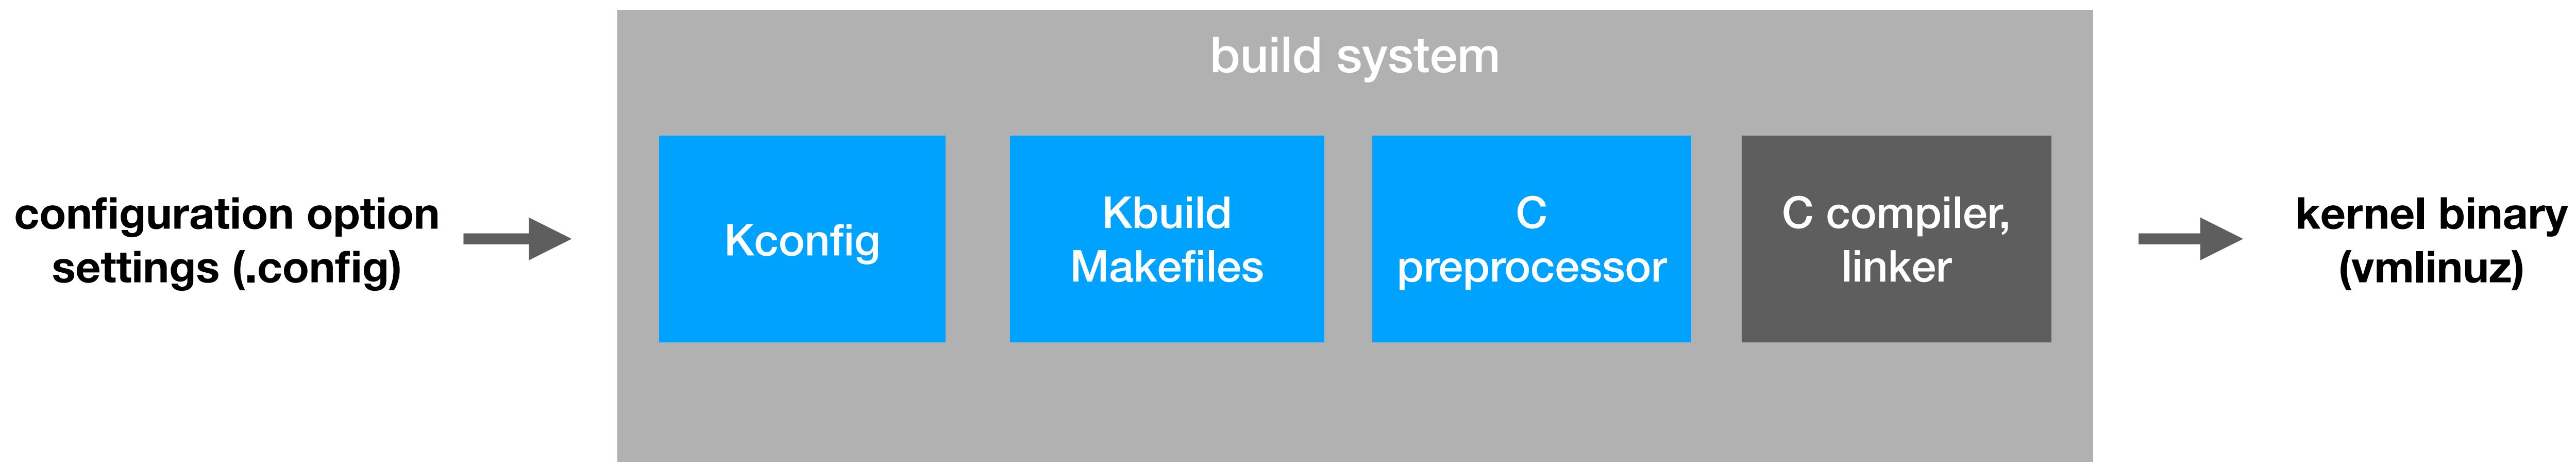 build system
configuration option
settings (.config)
Kconfig
Kbuild
Makefiles
C
preprocessor
C compiler,
linker
kernel binary
(vmlinuz)